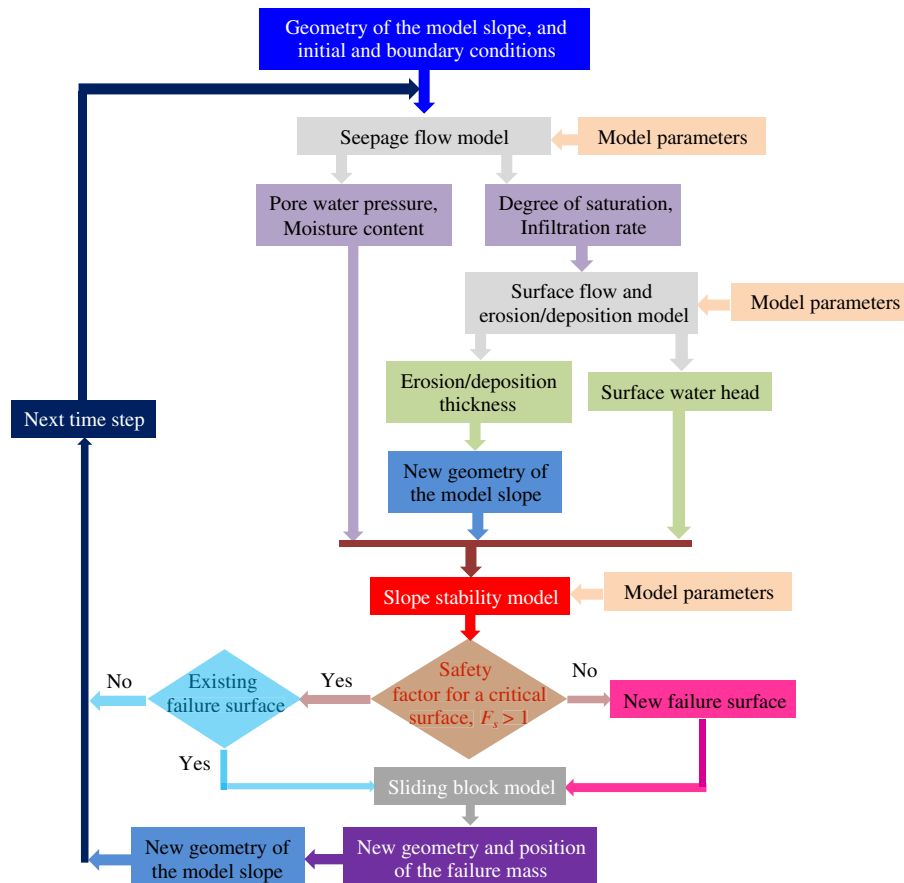 Geometry of the model slope, and
initial and boundary conditions
Seepage flow model
Model parameters
Pore water pressure,
Moisture content
Degree of saturation,
Infiltration rate
Surface flow and
erosion/deposition model
Model parameters
Erosion/deposition
thickness
Surface water head
Next time step
New geometry of
the model slope
Slope stability model
Model parameters
No
Existing
failure surface
Yes
Safety
factor for a critical
surface, Fs > 1
No
New failure surface
Yes
Sliding block model
New geometry of
the model slope
New geometry and position
of the failure mass